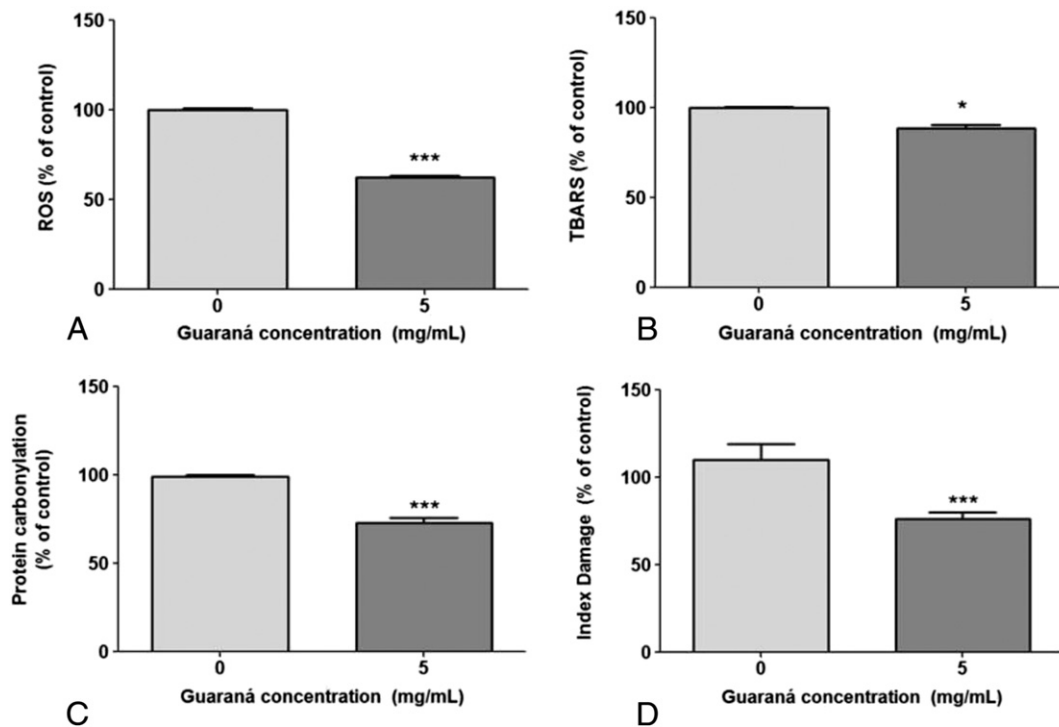 150
100
50
0
ROS (% of control)
***
0 5
A
Guaraná concentration (mg/mL)
150
100
50
0
TBARS (% of control)
*
0 5
B
Guaraná concentration (mg/mL)
150
100
50
0
Protein carbonylation
(% of control)
***
0 5
C
Guaraná concentration (mg/mL)
150
100
50
0
Index Damage (% of control)
***
0 5
D
Guaraná concentration (mg/mL)